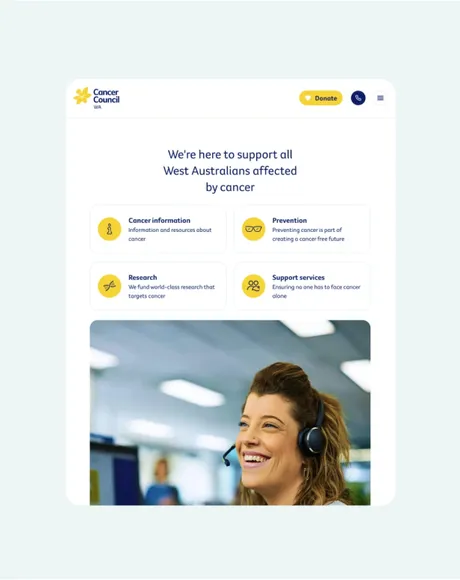 Cancer
Council
WA
Donate
We're here to support all
West Australians affected
by cancer
Cancer information
Information and resources about
cancer
Prevention
Preventing cancer is part of
creating a cancer free future
Research
We fund world-class research that
targets cancer
Support services
Ensuring no one has to face cancer
alone